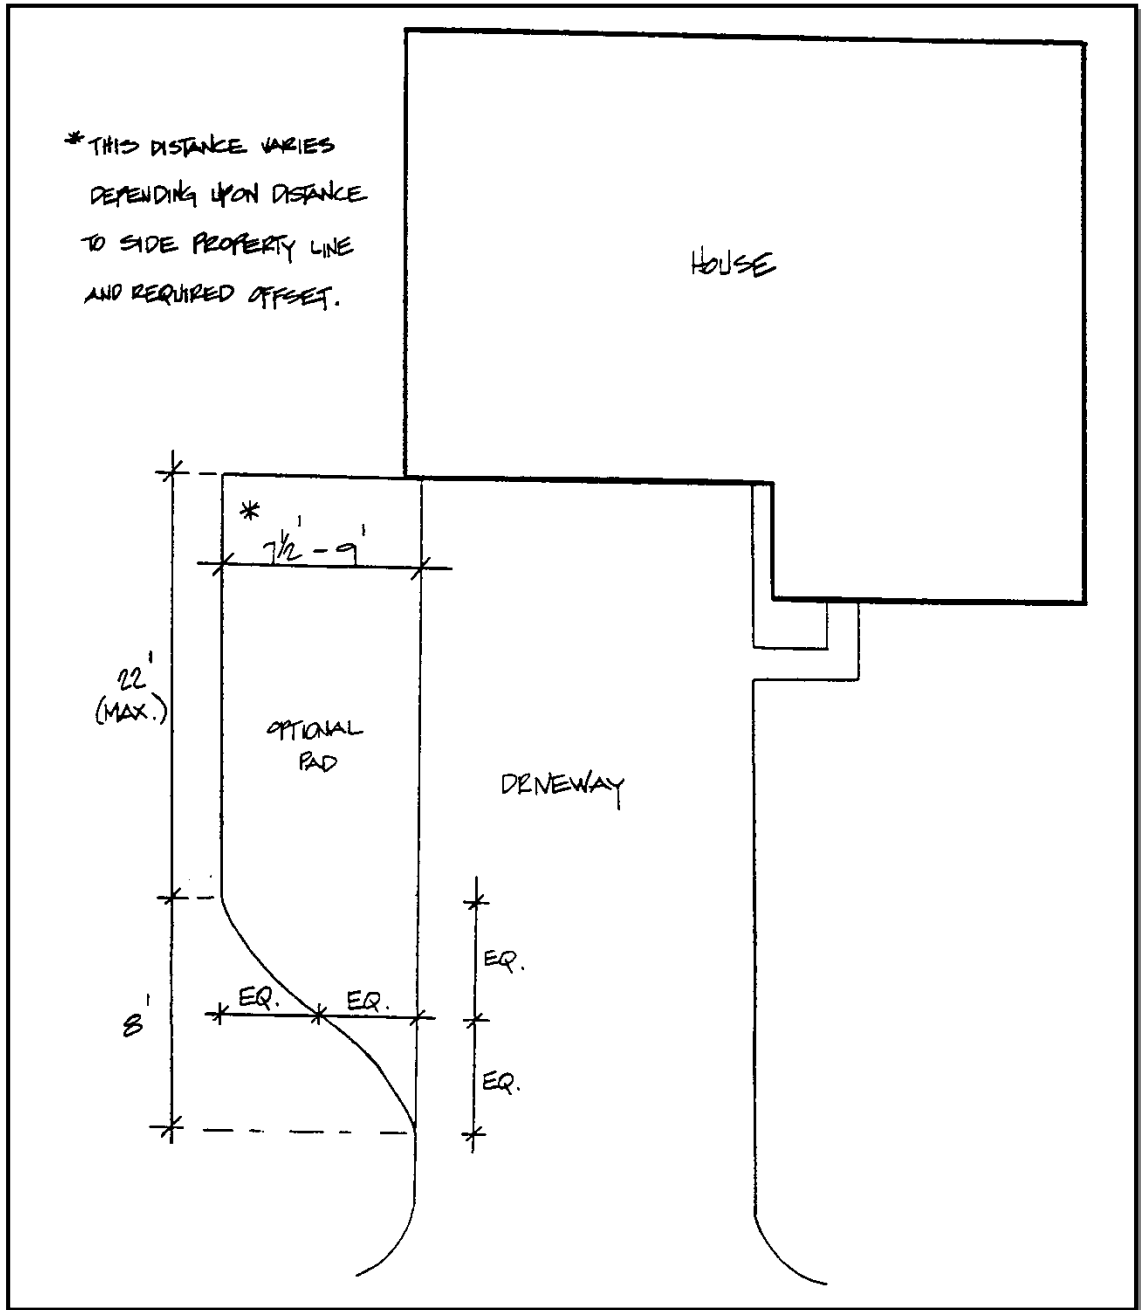 * THIS DISTANCE VARIES
DEPENDING UPON DISTANCE
TO SIDE PROPERTY LINE
AND REQUIRED OFFSET.
HOUSE
*
7½' - 9'
22'
(MAX.)
OPTIONAL
PAD
DRIVEWAY
EQ.
EQ. EQ.
8'
EQ.